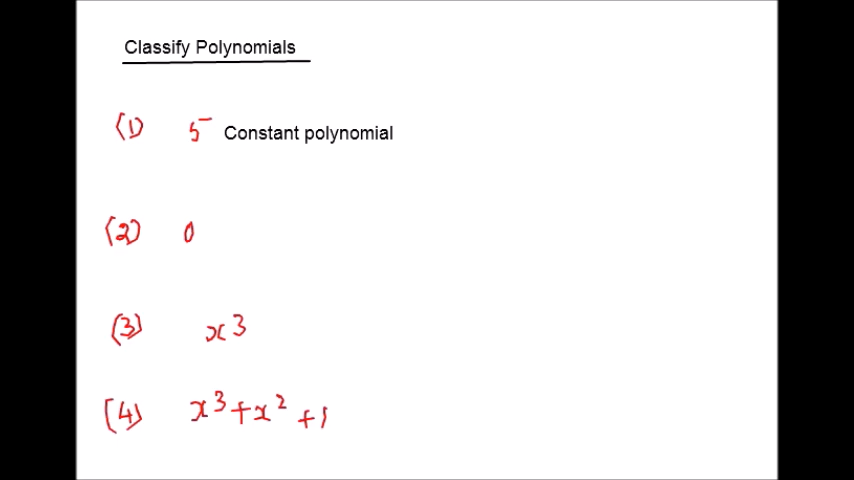 Classify Polynomials
(1) 5 Constant polynomial
(2) 0
(3) x³
(4) x³+x²+1